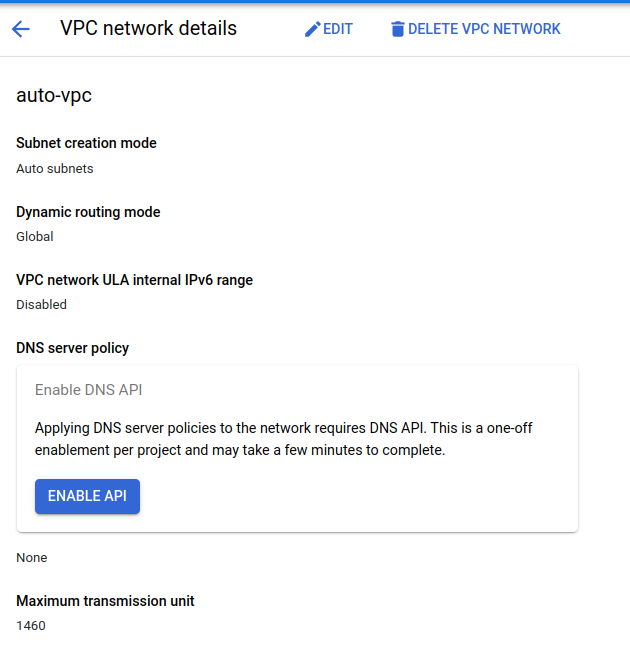 VPC network details EDIT DELETE VPC NETWORK
auto-vpc
Subnet creation mode
Auto subnets
Dynamic routing mode
Global
VPC network ULA internal IPv6 range
Disabled
DNS server policy
Enable DNS API
Applying DNS server policies to the network requires DNS API. This is a one-off
enablement per project and may take a few minutes to complete.
ENABLE API
None
Maximum transmission unit
1460